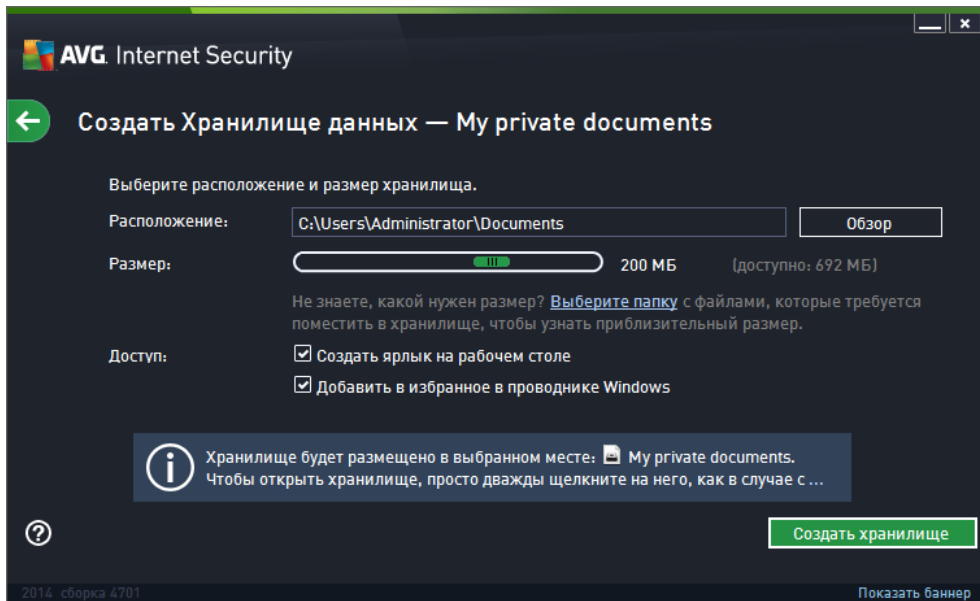 AVG. Internet Security
Создать Хранилище данных — My private documents
Выберите расположение и размер хранилища.
Расположение: C:\Users\Administrator\Documents Обзор
Размер: 200 МБ (доступно: 692 МБ)
Не знаете, какой нужен размер? Выберите папку с файлами, которые требуется
поместить в хранилище, чтобы узнать приблизительный размер.
Доступ: Создать ярлык на рабочем столе
Добавить в избранное в проводнике Windows
Хранилище будет размещено в выбранном месте: My private documents.
Чтобы открыть хранилище, просто дважды щелкните на него, как в случае с ...
Создать хранилище
2014 сборка 4701 Показать баннер